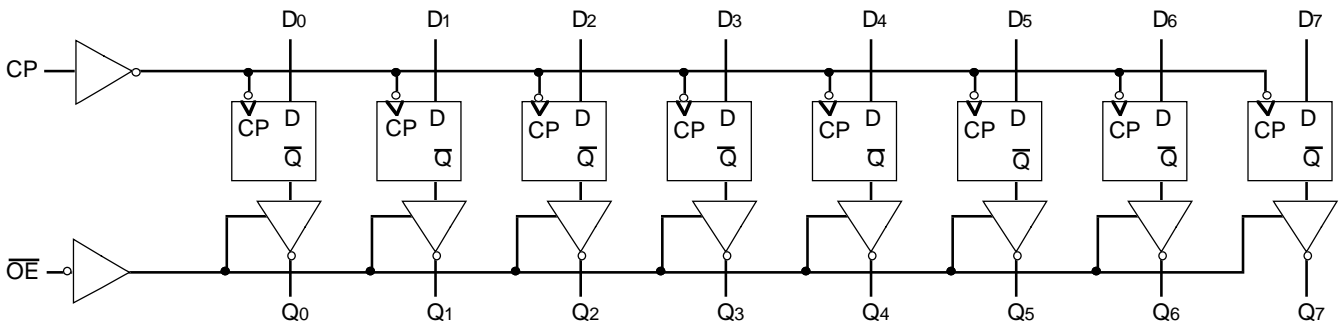 D0 D1 D2 D3 D4 D5 D6 D7
CP
CP D CP D CP D CP D CP D CP D CP D CP D
Q̅ Q̅ Q̅ Q̅ Q̅ Q̅ Q̅ Q̅
O̅E̅
Q0 Q1 Q2 Q3 Q4 Q5 Q6 Q7